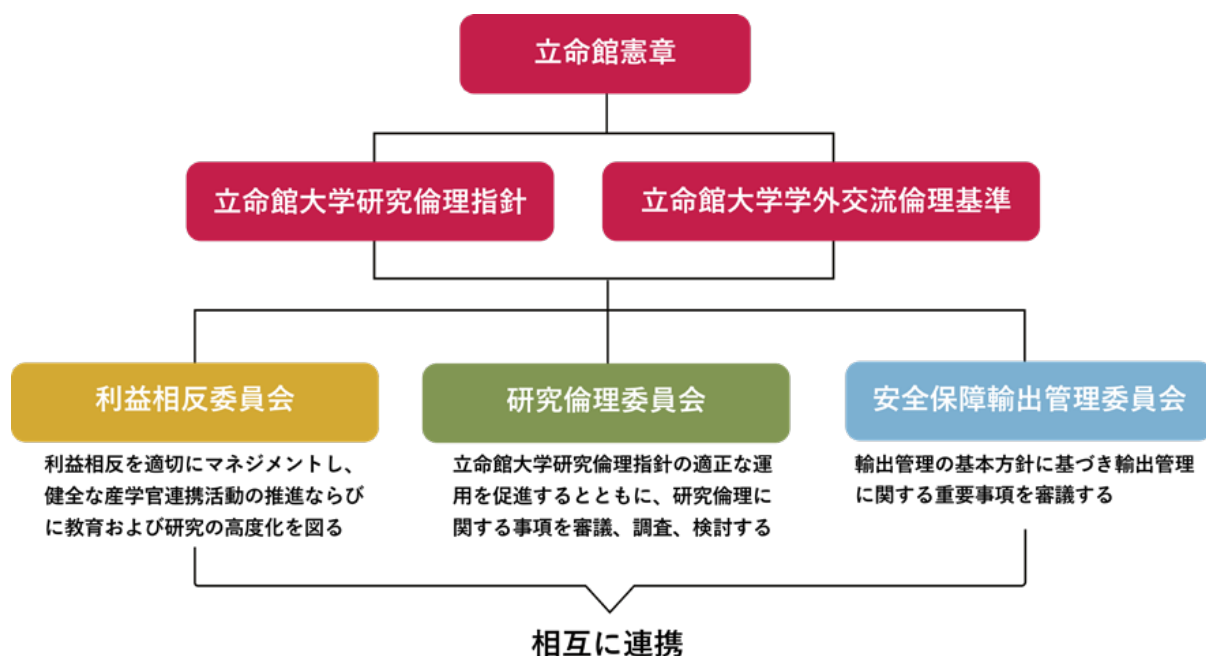 立命館憲章
立命館大学研究倫理指針
立命館大学学外交流倫理基準
利益相反委員会
利益相反を適切にマネジメントし、
健全な産学官連携活動の推進ならび
に教育および研究の高度化を図る
研究倫理委員会
立命館大学研究倫理指針の適正な運
用を促進するとともに、研究倫理に
関する事項を審議、調査、検討する
安全保障輸出管理委員会
輸出管理の基本方針に基づき輸出管理
に関する重要事項を審議する
相互に連携